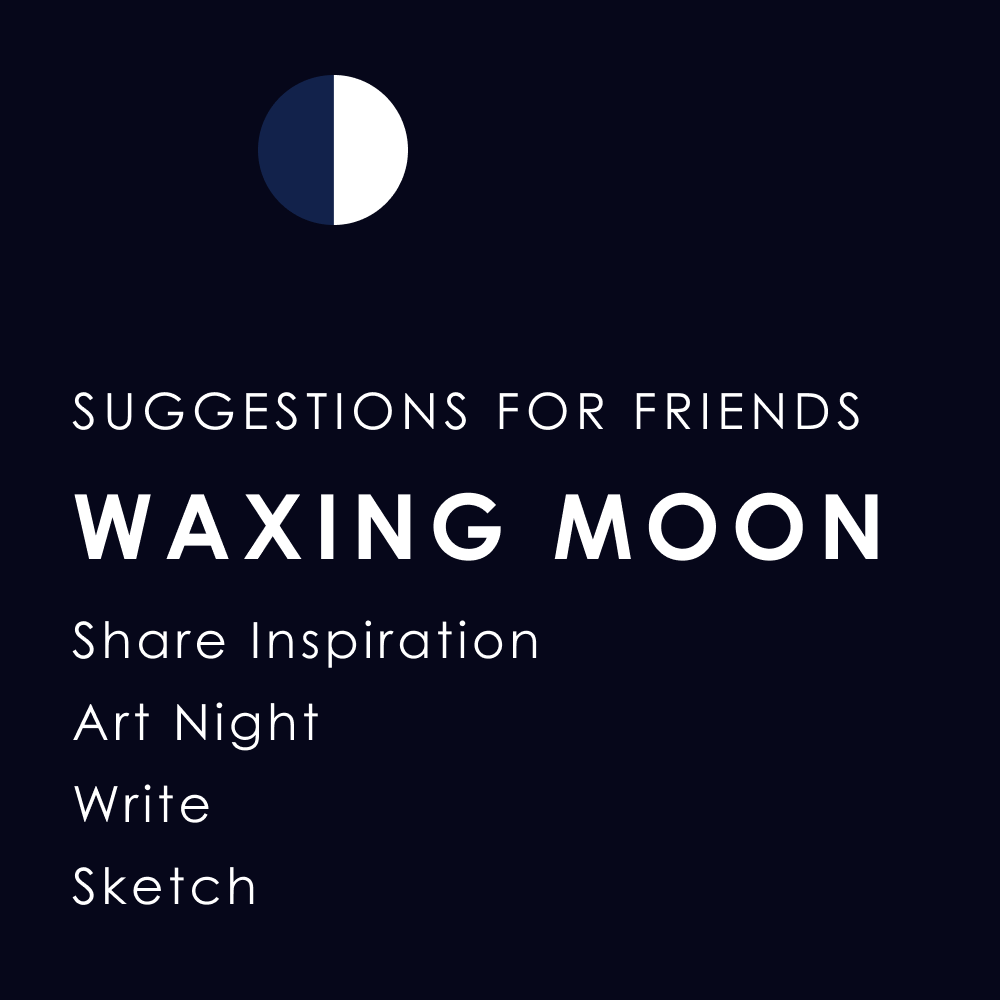 SUGGESTIONS FOR FRIENDS
WAXING MOON
Share Inspiration
Art Night
Write
Sketch